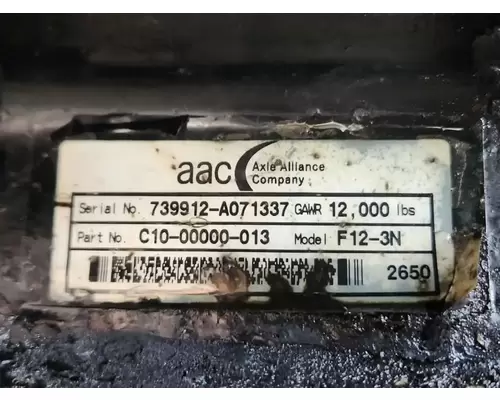 aac Axle Alliance
Company
Serial No. 739912-A071337 GAWR 12,000 lbs
Part No. C10-00000-013 Model F12-3N
2650